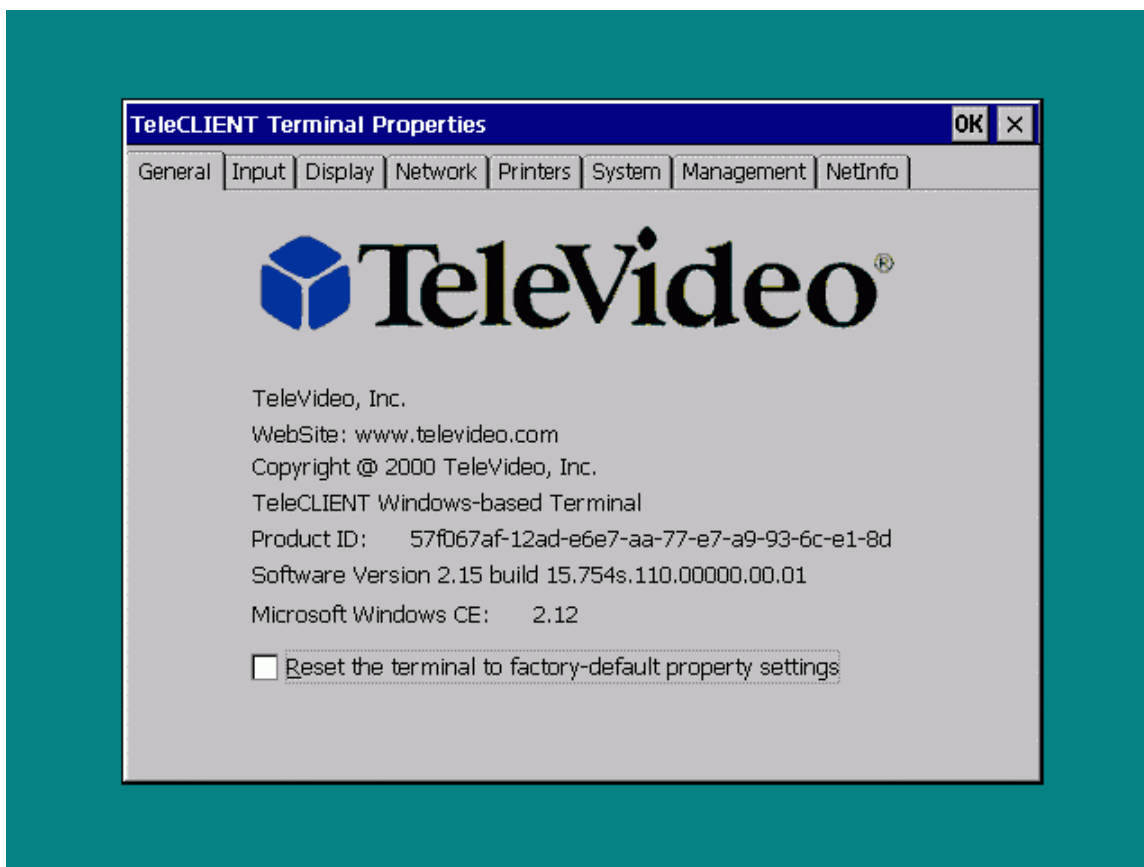 TeleCLIENT Terminal Properties OK ×
General Input Display Network Printers System Management NetInfo
TeleVideo®
TeleVideo, Inc.
WebSite: www.televideo.com
Copyright @ 2000 TeleVideo, Inc.
TeleCLIENT Windows-based Terminal
Product ID: 57f067af-12ad-e6e7-aa-77-e7-a9-93-6c-e1-8d
Software Version 2.15 build 15.754s.110.00000.00.01
Microsoft Windows CE: 2.12
Reset the terminal to factory-default property settings